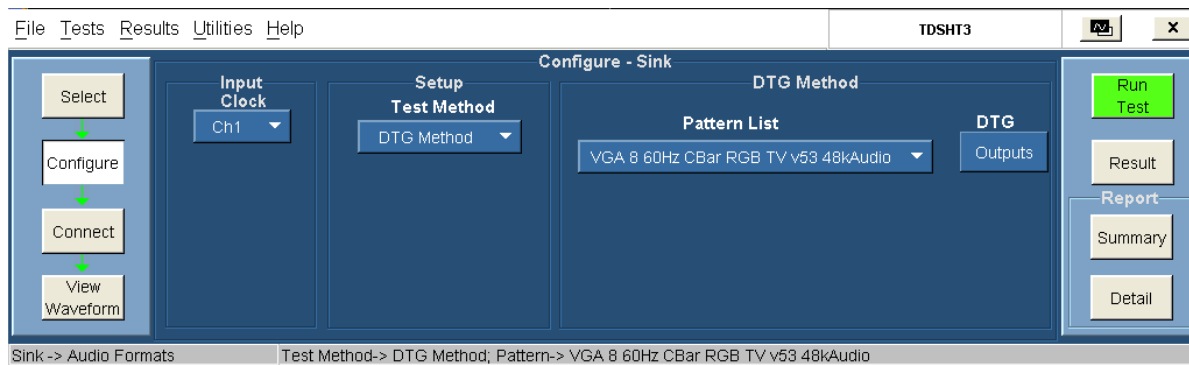 File Tests Results Utilities Help
TDSHT3
x
Configure - Sink
Select
Configure
Connect
View
Waveform
Input
Clock
Ch1
Setup
Test Method
DTG Method
DTG Method
Pattern List
VGA 8 60Hz CBar RGB TV v53 48kAudio
DTG
Outputs
Run
Test
Result
Report
Summary
Detail
Sink -> Audio Formats
Test Method-> DTG Method; Pattern-> VGA 8 60Hz CBar RGB TV v53 48kAudio